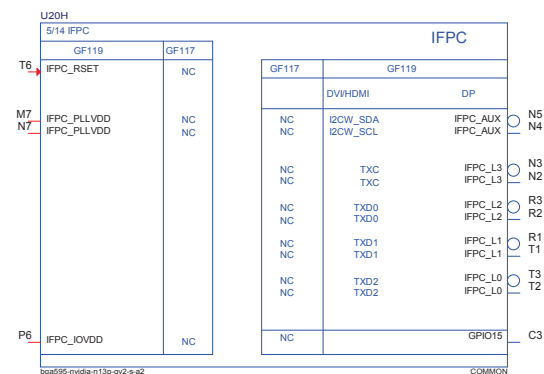 U20H
5/14 IFPC
IFPC
GF119 GF117
T6 IFPC_RSET NC
GF117 GF119
DVI/HDMI DP
M7 IFPC_PLLVDD NC
N7 IFPC_PLLVDD NC
NC I2CW_SDA IFPC_AUX N5
NC I2CW_SCL IFPC_AUX N4
NC TXC IFPC_L3 N3
NC TXC IFPC_L3 N2
NC TXD0 IFPC_L2 R3
NC TXD0 IFPC_L2 R2
NC TXD1 IFPC_L1 R1
NC TXD1 IFPC_L1 T1
NC TXD2 IFPC_L0 T3
NC TXD2 IFPC_L0 T2
P6 IFPC_IOVDD NC
NC GPIO15 C3
bga595-nvidia-n13p-gv2-s-a2 COMMON